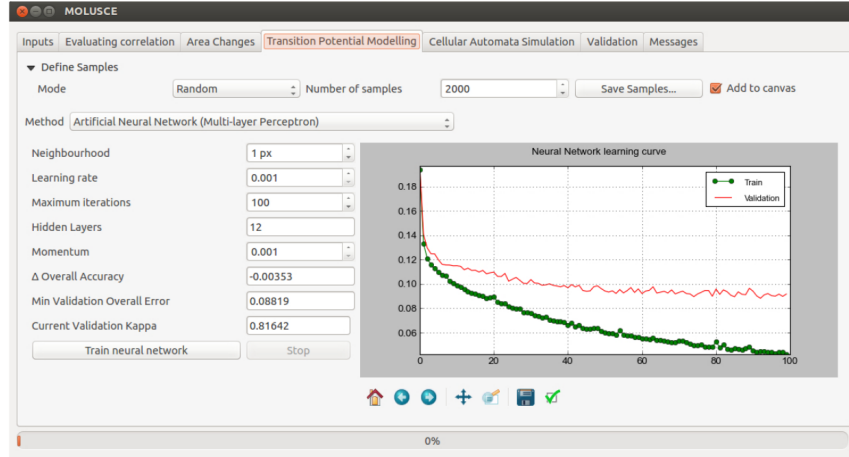 MOLUSCE
Inputs Evaluating correlation Area Changes Transition Potential Modelling Cellular Automata Simulation Validation Messages
Define Samples
Mode Random Number of samples 2000 Save Samples... Add to canvas
Method Artificial Neural Network (Multi-layer Perceptron)
Neighbourhood 1 px
Learning rate 0.001
Maximum iterations 100
Hidden Layers 12
Momentum 0.001
Δ Overall Accuracy -0.00353
Min Validation Overall Error 0.08819
Current Validation Kappa 0.81642
Train neural network Stop
Neural Network learning curve
Train
Validation
0.18
0.16
0.14
0.12
0.10
0.08
0.06
0 20 40 60 80 100
0%